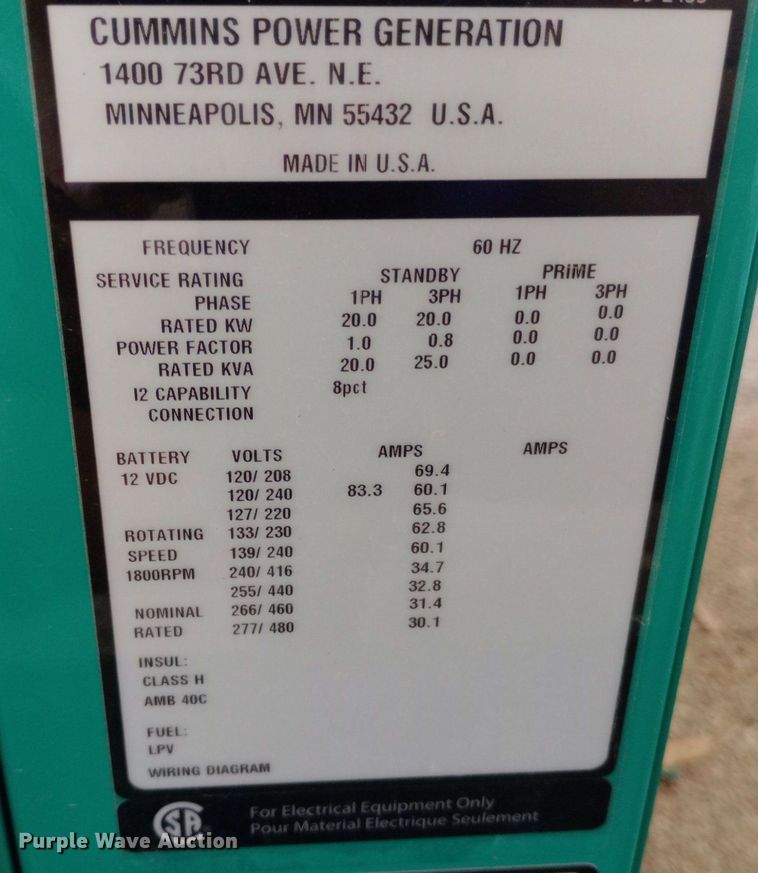 CUMMINS POWER GENERATION
1400 73RD AVE. N.E.
MINNEAPOLIS, MN 55432 U.S.A.
MADE IN U.S.A.
FREQUENCY 60 HZ
SERVICE RATING STANDBY PRIME
PHASE 1PH 3PH 1PH 3PH
RATED KW 20.0 20.0 0.0 0.0
POWER FACTOR 1.0 0.8 0.0 0.0
RATED KVA 20.0 25.0 0.0 0.0
I2 CAPABILITY 8pct
CONNECTION
BATTERY VOLTS AMPS AMPS
12 VDC 120/ 208 69.4
120/ 240 83.3 60.1
127/ 220 65.6
ROTATING 133/ 230 62.8
SPEED 139/ 240 60.1
1800RPM 240/ 416 34.7
255/ 440 32.8
NOMINAL 266/ 460 31.4
RATED 277/ 480 30.1
INSUL:
CLASS H
AMB 40C
FUEL:
LPV
WIRING DIAGRAM
SA For Electrical Equipment Only
Pour Material Electrique Seulement
Purple Wave Auction